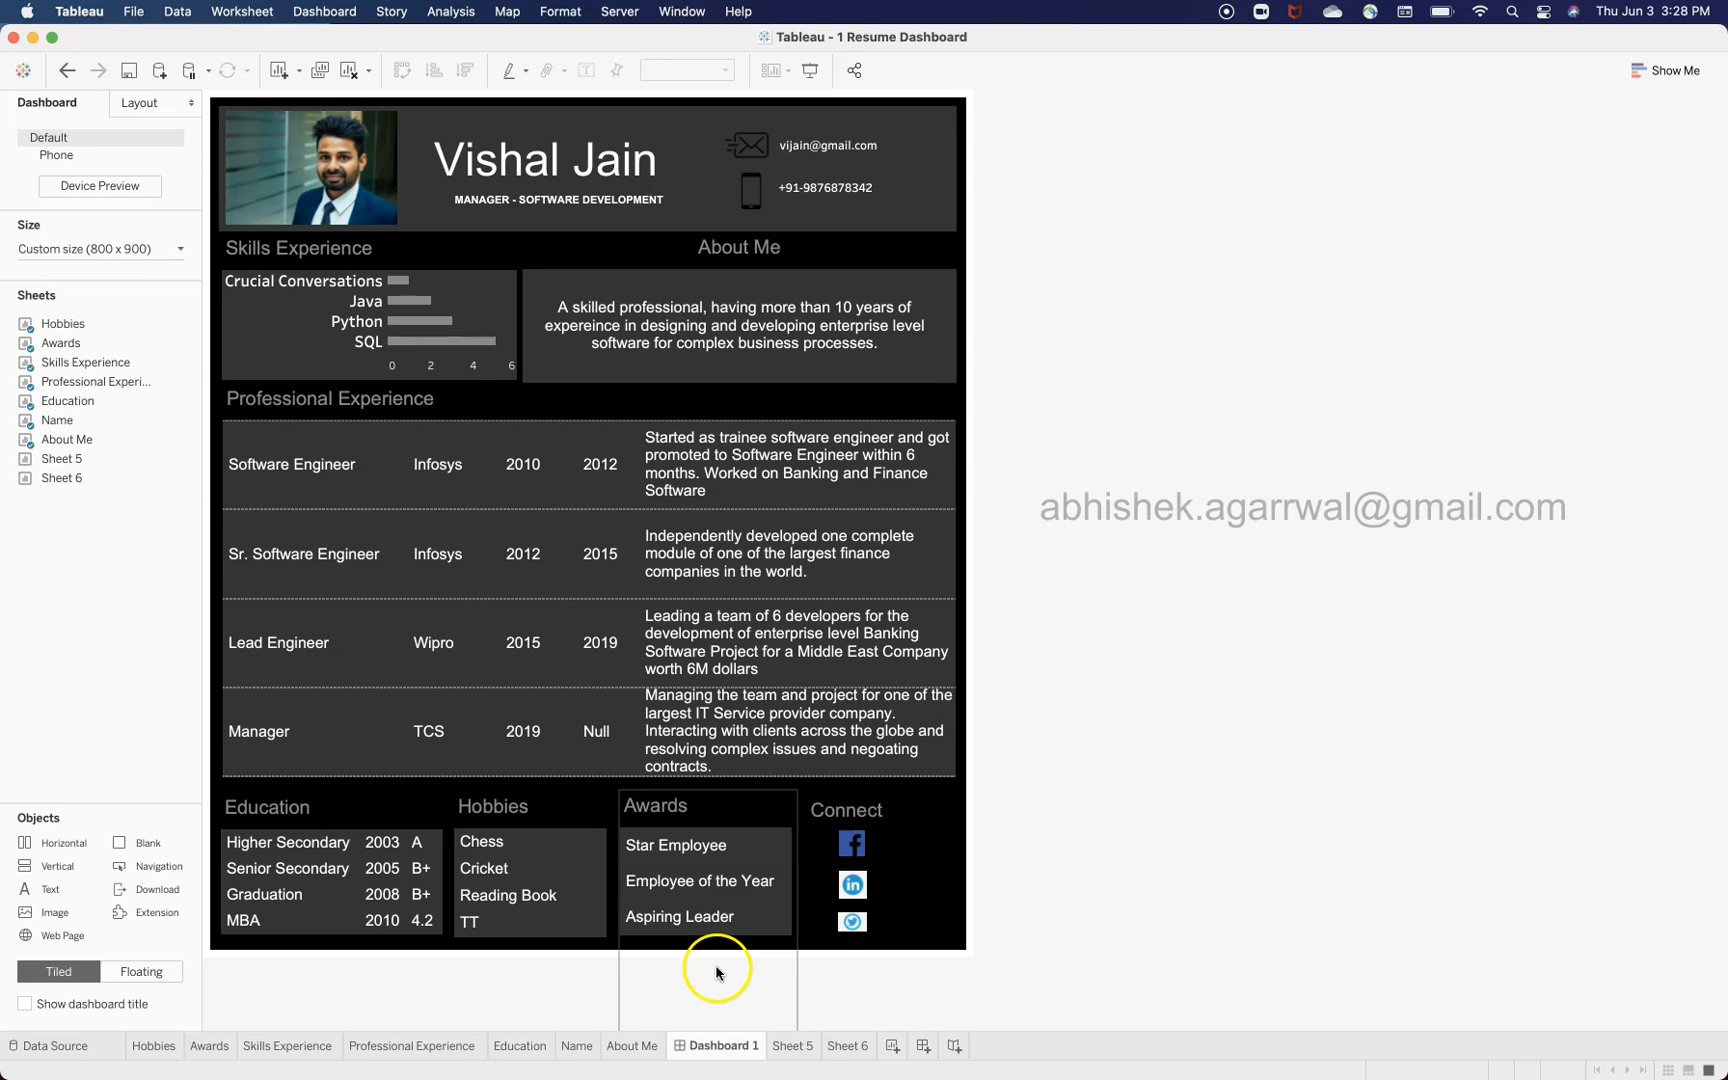 Tableau File Data Worksheet Dashboard Story Analysis Map Format Server Window Help Thu Jun 3 3:28 PM
Tableau - 1 Resume Dashboard
Show Me
Dashboard Layout
Default
Phone
Device Preview
Size
Custom size (800 x 900)
Sheets
Hobbies
Awards
Skills Experience
Professional Experi...
Education
Name
About Me
Sheet 5
Sheet 6
Objects
Horizontal Blank
Vertical Navigation
Text Download
Image Extension
Web Page
Tiled Floating
Show dashboard title
Vishal Jain
MANAGER - SOFTWARE DEVELOPMENT
vijain@gmail.com
+91-9876878342
Skills Experience
Crucial Conversations
Java
Python
SQL
0 2 4 6
About Me
A skilled professional, having more than 10 years of
expereince in designing and developing enterprise level
software for complex business processes.
Professional Experience
Software Engineer Infosys 2010 2012
Started as trainee software engineer and got
promoted to Software Engineer within 6
months. Worked on Banking and Finance
Software
Sr. Software Engineer Infosys 2012 2015
Independently developed one complete
module of one of the largest finance
companies in the world.
Lead Engineer Wipro 2015 2019
Leading a team of 6 developers for the
development of enterprise level Banking
Software Project for a Middle East Company
worth 6M dollars
Manager TCS 2019 Null
Managing the team and project for one of the
largest IT Service provider company.
Interacting with clients across the globe and
resolving complex issues and negoating
contracts.
Education
Higher Secondary 2003 A
Senior Secondary 2005 B+
Graduation 2008 B+
MBA 2010 4.2
Hobbies
Chess
Cricket
Reading Book
TT
Awards
Star Employee
Employee of the Year
Aspiring Leader
Connect
f
in
abhishek.agarrwal@gmail.com
Data Source Hobbies Awards Skills Experience Professional Experience Education Name About Me Dashboard 1 Sheet 5 Sheet 6